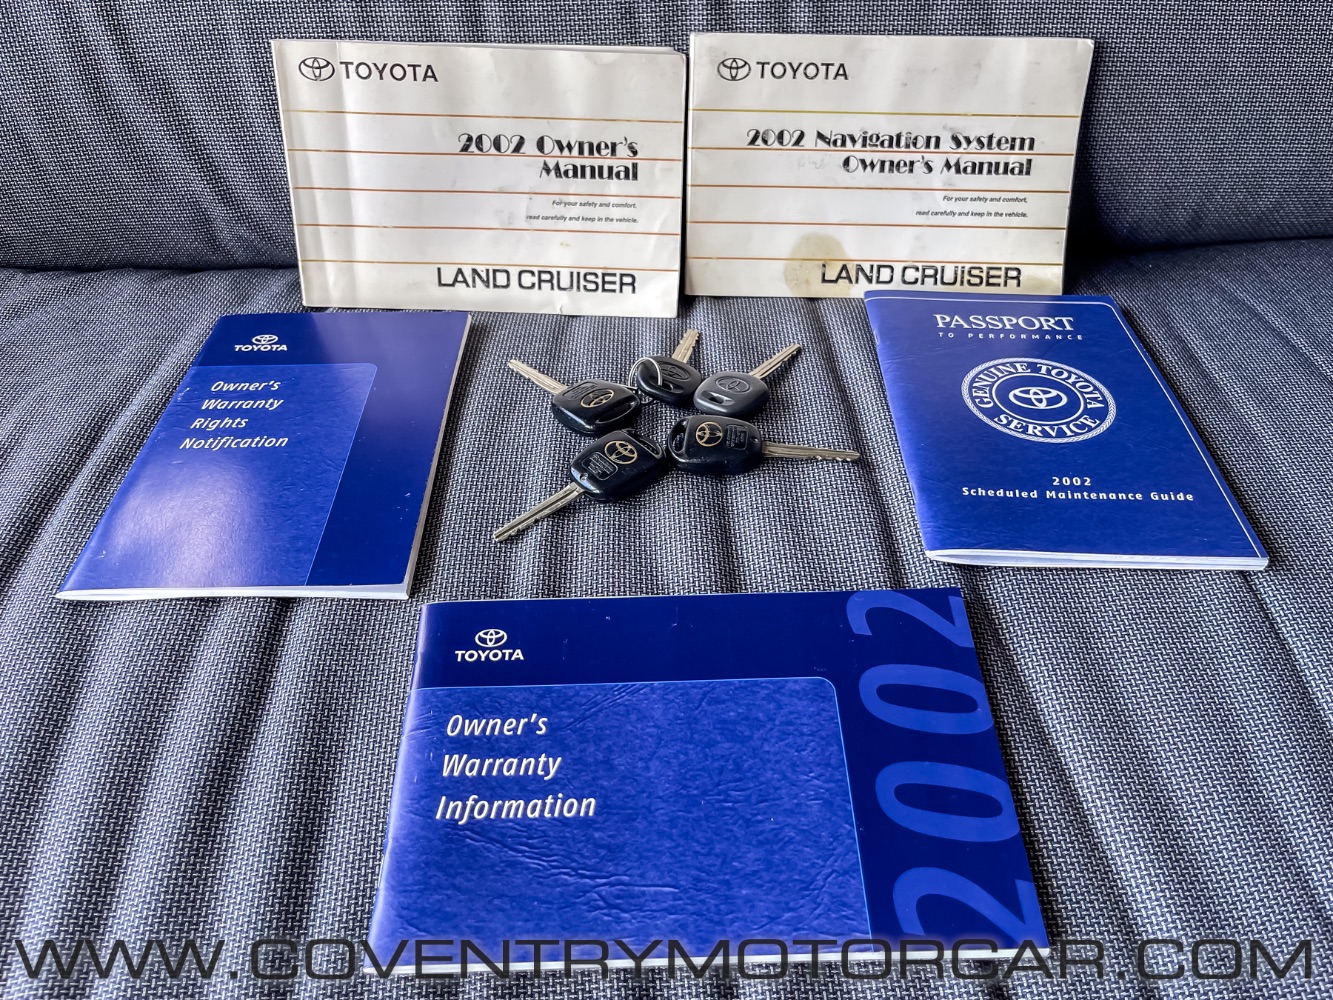 TOYOTA
2002 Owner's
Manual
For your safety and comfort,
read carefully and keep in the vehicle.
LAND CRUISER
TOYOTA
2002 Navigation System
Owner's Manual
For your safety and comfort,
read carefully and keep in the vehicle.
LAND CRUISER
TOYOTA
Owner's
Warranty
Rights
Notification
PASSPORT
TO PERFORMANCE
GENUINE TOYOTA
SERVICE
2002
Scheduled Maintenance Guide
TOYOTA
Owner's
Warranty
Information
2002
WWW.COVENTRYMOTORCAR.COM